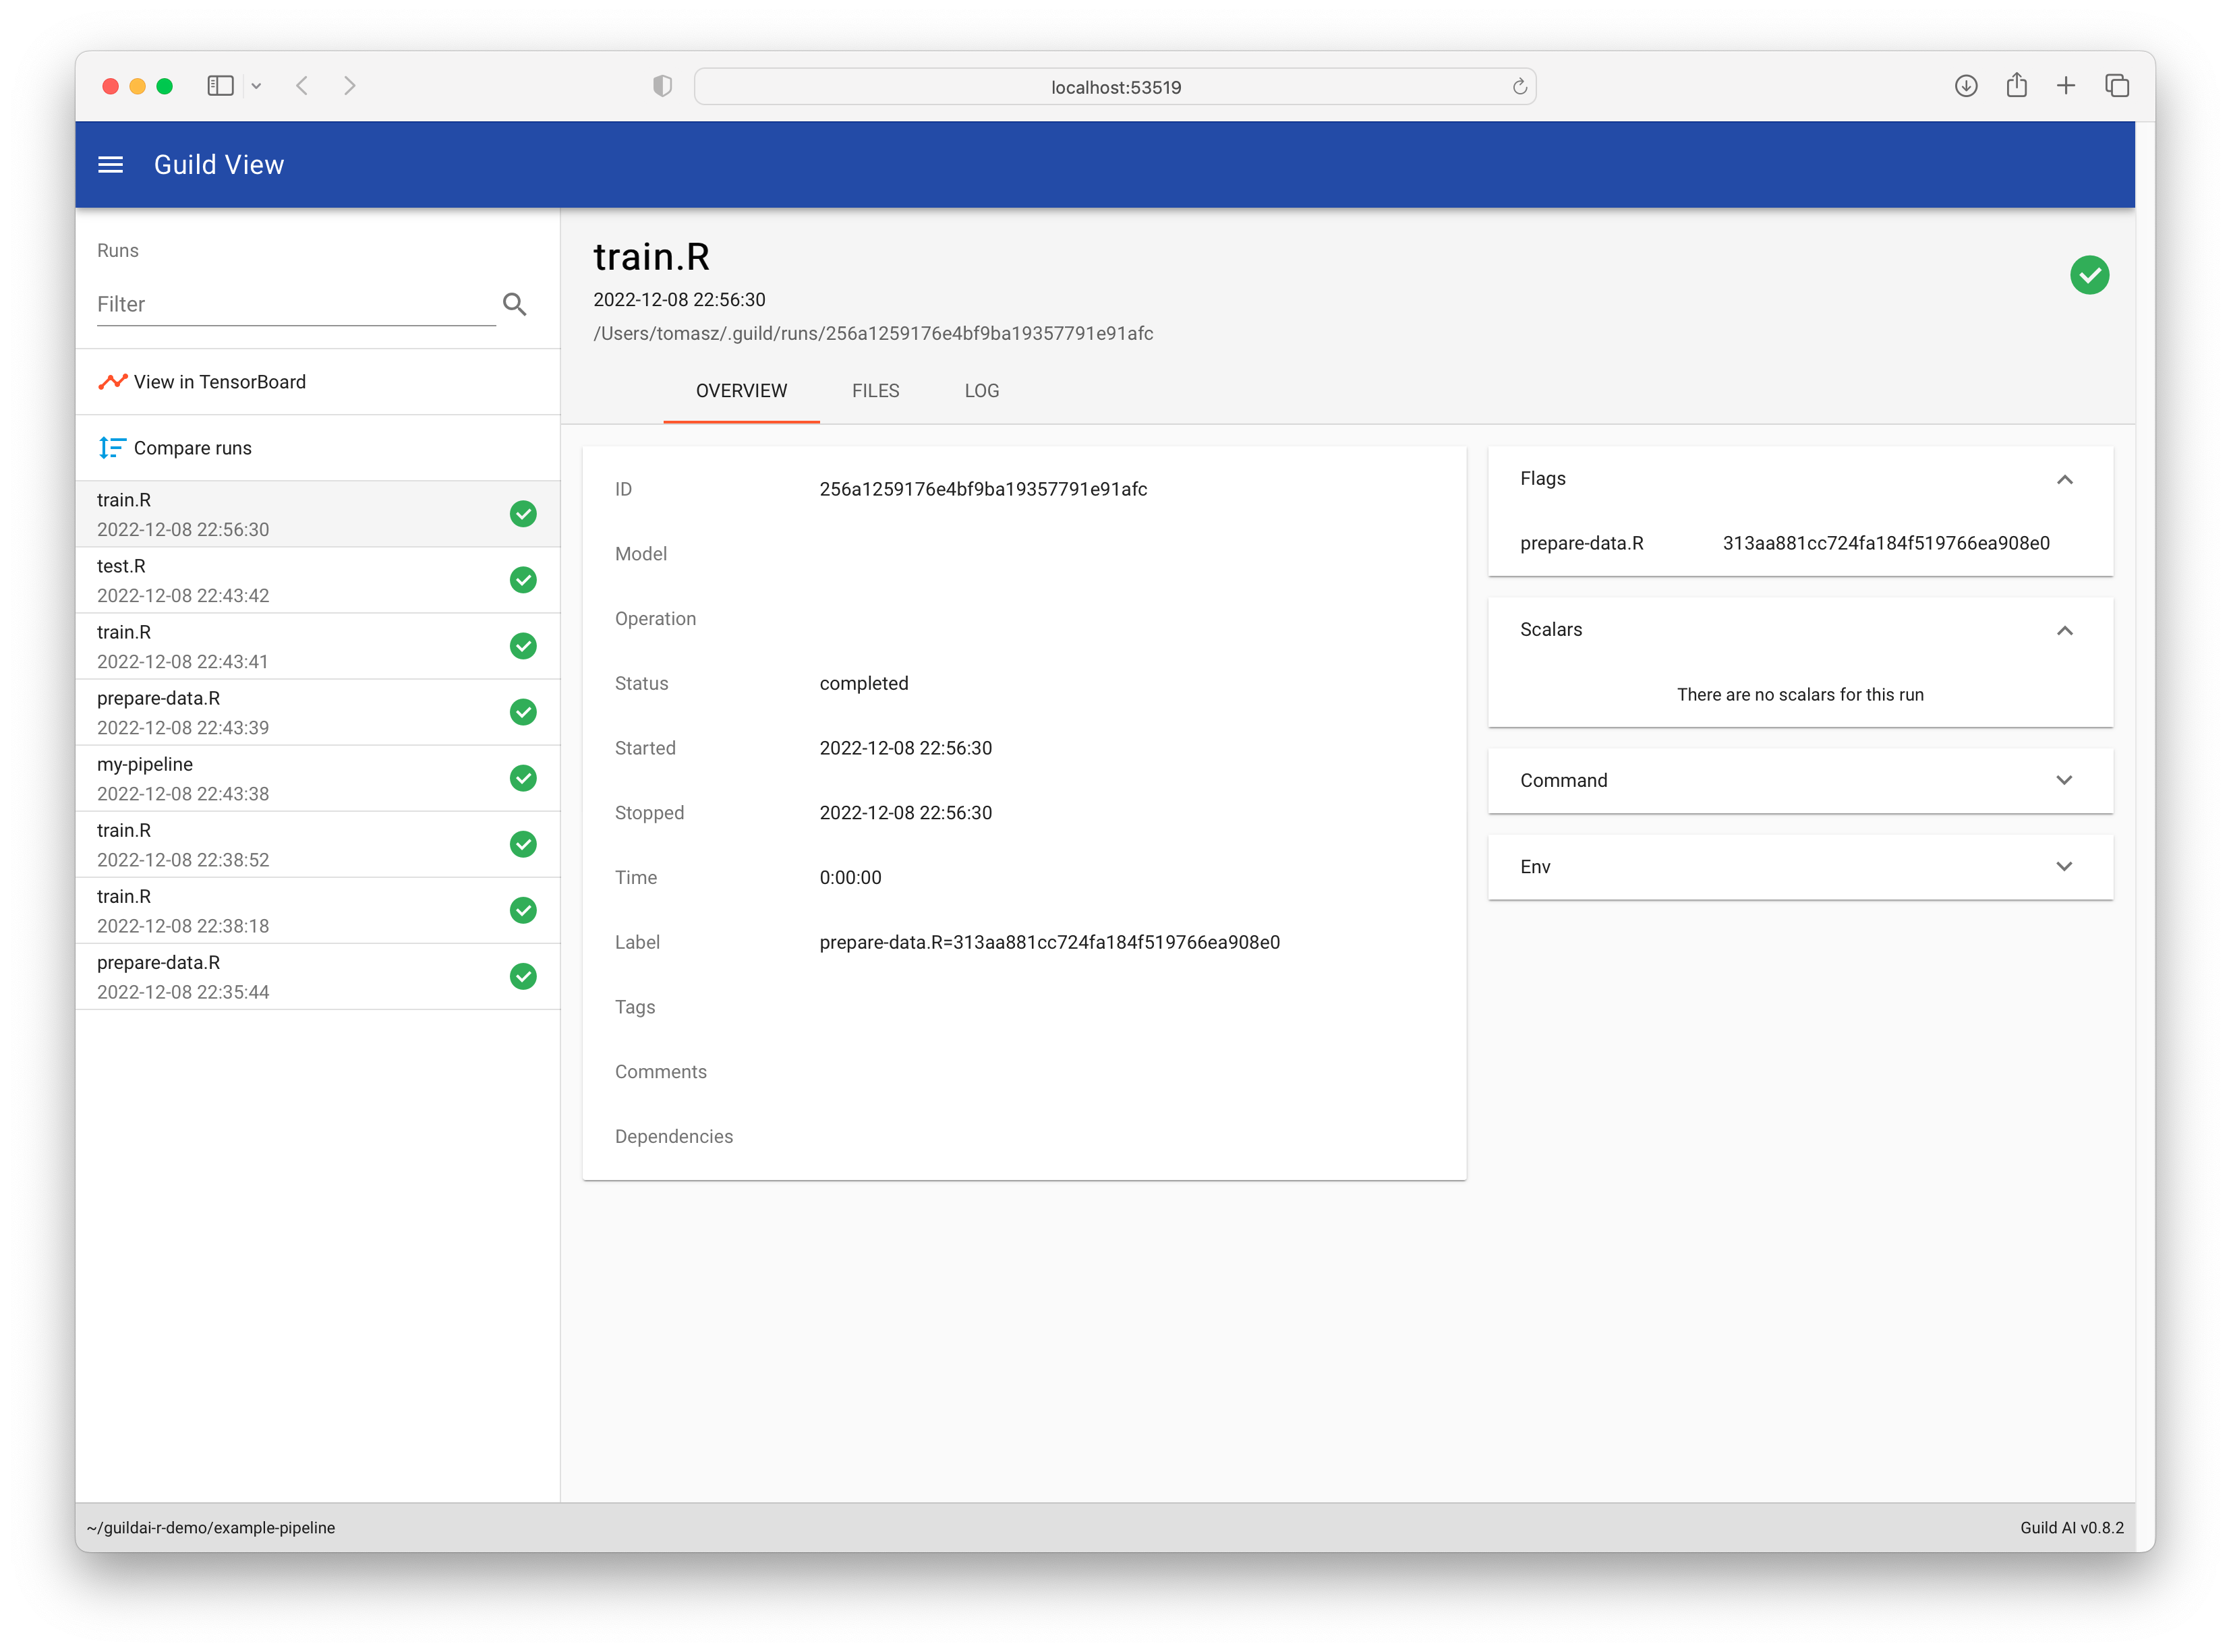 localhost:53519
Guild View
Runs
Filter
View in TensorBoard
Compare runs
train.R
2022-12-08 22:56:30
test.R
2022-12-08 22:43:42
train.R
2022-12-08 22:43:41
prepare-data.R
2022-12-08 22:43:39
my-pipeline
2022-12-08 22:43:38
train.R
2022-12-08 22:38:52
train.R
2022-12-08 22:38:18
prepare-data.R
2022-12-08 22:35:44
train.R
2022-12-08 22:56:30
/Users/tomasz/.guild/runs/256a1259176e4bf9ba19357791e91afc
OVERVIEW FILES LOG
ID 256a1259176e4bf9ba19357791e91afc
Model
Operation
Status completed
Started 2022-12-08 22:56:30
Stopped 2022-12-08 22:56:30
Time 0:00:00
Label prepare-data.R=313aa881cc724fa184f519766ea908e0
Tags
Comments
Dependencies
Flags
prepare-data.R 313aa881cc724fa184f519766ea908e0
Scalars
There are no scalars for this run
Command
Env
~/guildai-r-demo/example-pipeline
Guild AI v0.8.2